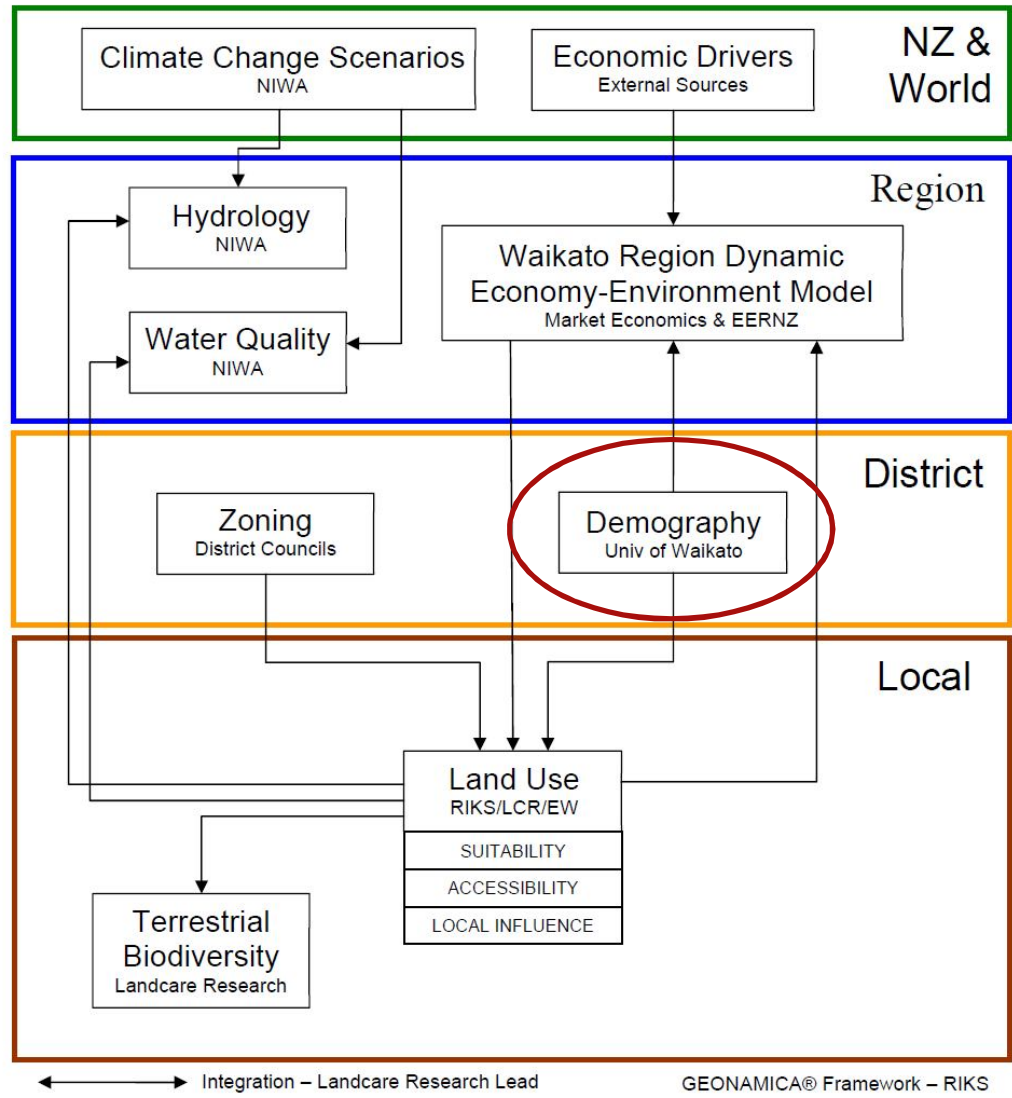 NZ &
World
Climate Change Scenarios
NIWA
Economic Drivers
External Sources
Region
Hydrology
NIWA
Waikato Region Dynamic
Economy-Environment Model
Market Economics & EERNZ
Water Quality
NIWA
District
Zoning
District Councils
Demography
Univ of Waikato
Local
Land Use
RIKS/LCR/EW
SUITABILITY
ACCESSIBILITY
LOCAL INFLUENCE
Terrestrial
Biodiversity
Landcare Research
Integration – Landcare Research Lead
GEONAMICA® Framework – RIKS